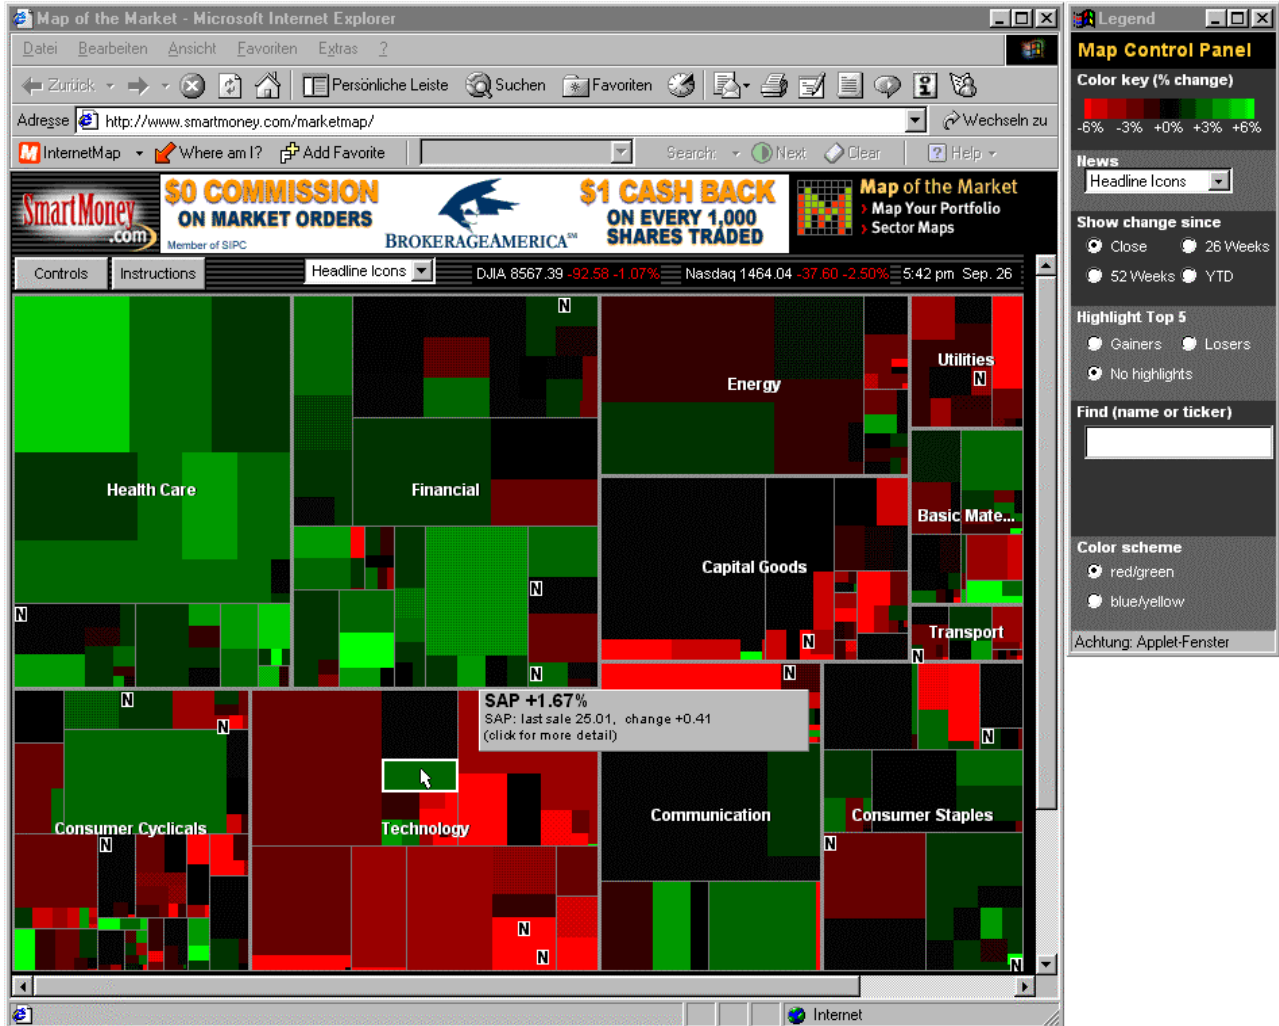 Map of the Market - Microsoft Internet Explorer
Datei Bearbeiten Ansicht Favoriten Extras ?
Zurück Persönliche Leiste Suchen Favoriten
Adresse http://www.smartmoney.com/marketmap/ Wechseln zu
InternetMap Where am I? Add Favorite Search: Next Clear ? Help
SmartMoney.com
$0 COMMISSION
ON MARKET ORDERS
Member of SIPC
BROKERAGEAMERICA℠
$1 CASH BACK
ON EVERY 1,000
SHARES TRADED
Map of the Market
> Map Your Portfolio
> Sector Maps
Controls Instructions Headline Icons DJIA 8567.39 -92.58 -1.07% Nasdaq 1464.04 -37.60 -2.50% 5:42 pm Sep. 26
N
Utilities
N
Energy
Health Care
Financial
Basic Mate...
Capital Goods
N
N
Transport
N
N
N
N
N
SAP +1.67%
SAP: last sale 25.01, change +0.41
(click for more detail)
N
N
N
Communication
Consumer Staples
Consumer Cyclicals
Technology
N
N
N
N
N
Internet
Legend
Map Control Panel
Color key (% change)
-6% -3% +0% +3% +6%
News
Headline Icons
Show change since
Close 26 Weeks
52 Weeks YTD
Highlight Top 5
Gainers Losers
No highlights
Find (name or ticker)
Color scheme
red/green
blue/yellow
Achtung: Applet-Fenster